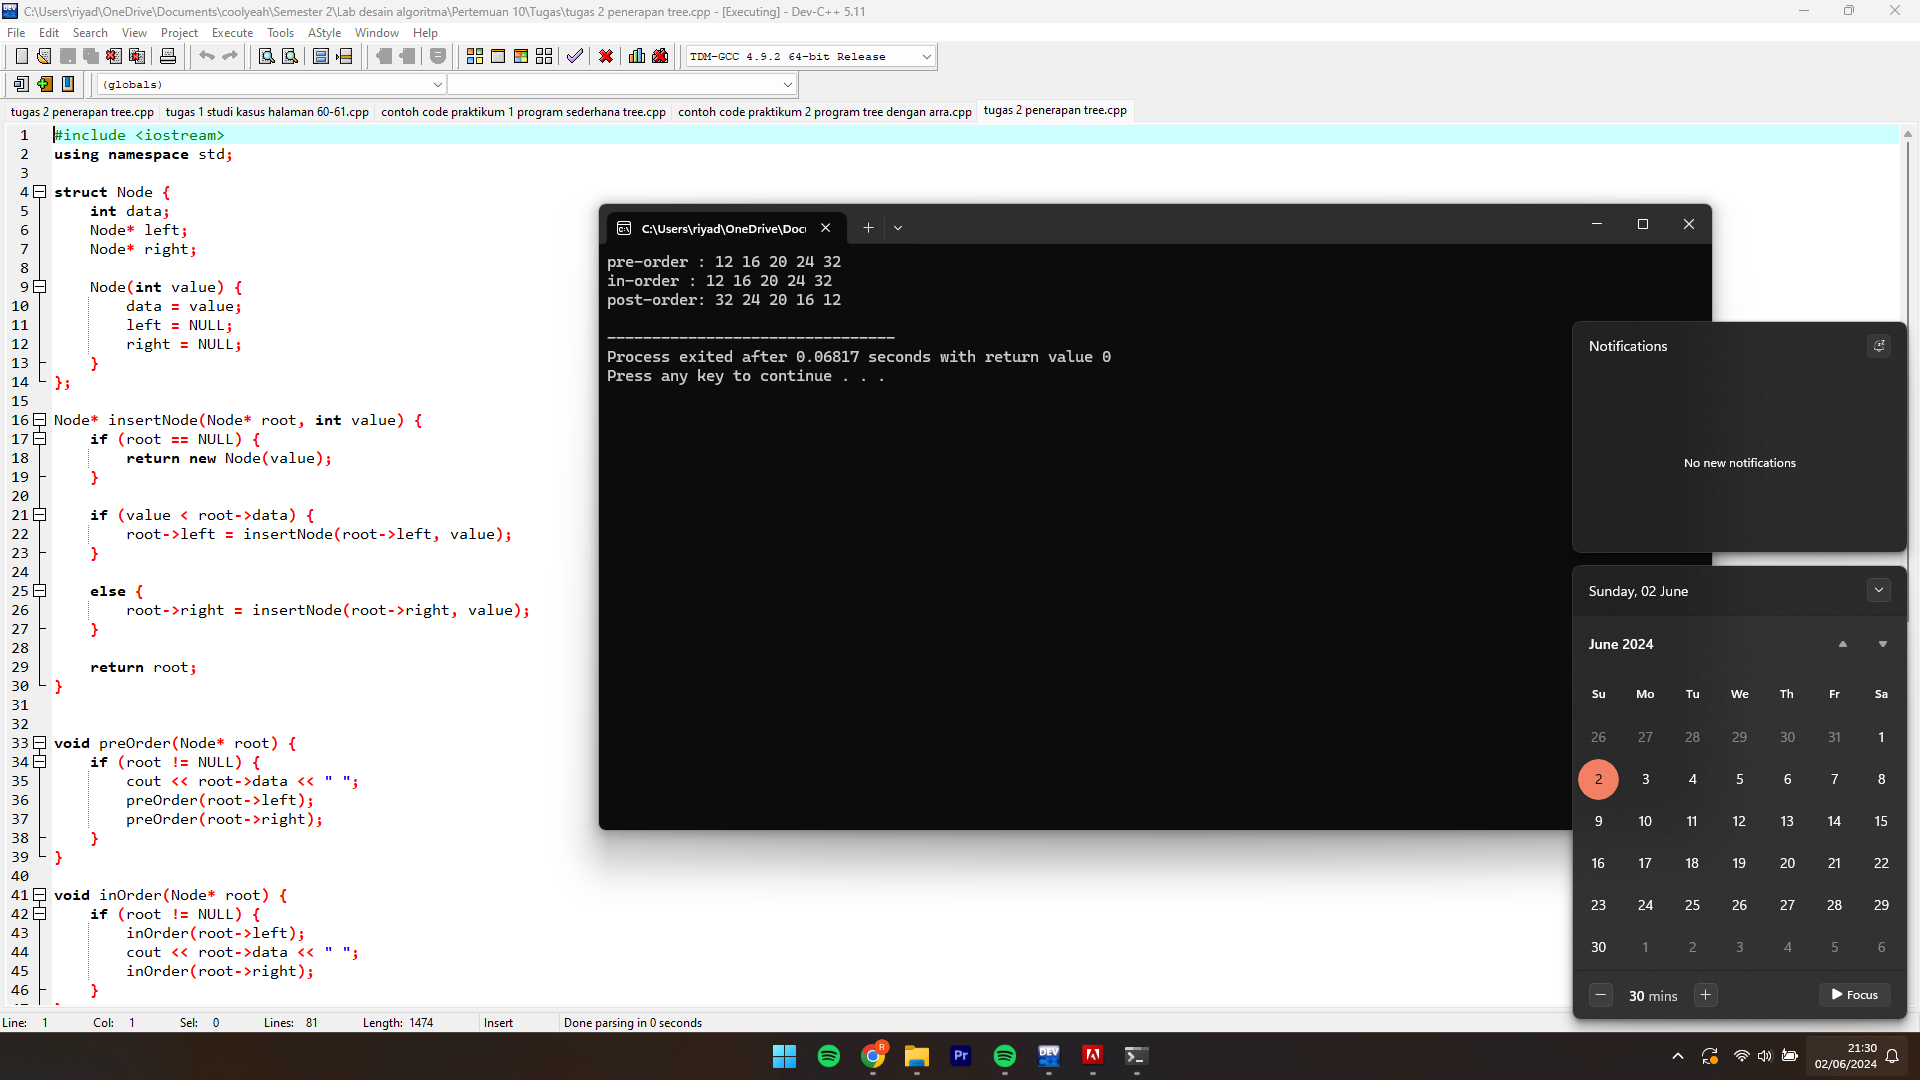 C:\Users\riyad\OneDrive\Documents\coolyeah\Semester 2\Lab desain algoritma\Pertemuan 10\Tugas\tugas 2 penerapan tree.cpp - [Executing] - Dev-C++ 5.11
File Edit Search View Project Execute Tools AStyle Window Help
TDM-GCC 4.9.2 64-bit Release
(globals)
tugas 2 penerapan tree.cpp tugas 1 studi kasus halaman 60-61.cpp contoh code praktikum 1 program sederhana tree.cpp contoh code praktikum 2 program tree dengan arra.cpp tugas 2 penerapan tree.cpp
1 #include <iostream>
2 using namespace std;
3
4 struct Node {
5 int data;
6 Node* left;
7 Node* right;
8
9 Node(int value) {
10 data = value;
11 left = NULL;
12 right = NULL;
13 }
14 };
15
16 Node* insertNode(Node* root, int value) {
17 if (root == NULL) {
18 return new Node(value);
19 }
20
21 if (value < root->data) {
22 root->left = insertNode(root->left, value);
23 }
24
25 else {
26 root->right = insertNode(root->right, value);
27 }
28
29 return root;
30 }
31
32
33 void preOrder(Node* root) {
34 if (root != NULL) {
35 cout << root->data << " ";
36 preOrder(root->left);
37 preOrder(root->right);
38 }
39 }
40
41 void inOrder(Node* root) {
42 if (root != NULL) {
43 inOrder(root->left);
44 cout << root->data << " ";
45 inOrder(root->right);
46 }
C:\Users\riyad\OneDrive\Docu
pre-order : 12 16 20 24 32
in-order : 12 16 20 24 32
post-order: 32 24 20 16 12
--------------------------------
Process exited after 0.06817 seconds with return value 0
Press any key to continue . . .
Notifications
No new notifications
Sunday, 02 June
June 2024
Su Mo Tu We Th Fr Sa
26 27 28 29 30 31 1
2 3 4 5 6 7 8
9 10 11 12 13 14 15
16 17 18 19 20 21 22
23 24 25 26 27 28 29
30 1 2 3 4 5 6
30 mins Focus
Line: 1 Col: 1 Sel: 0 Lines: 81 Length: 1474 Insert Done parsing in 0 seconds
R
Pr
DEV
21:30
02/06/2024